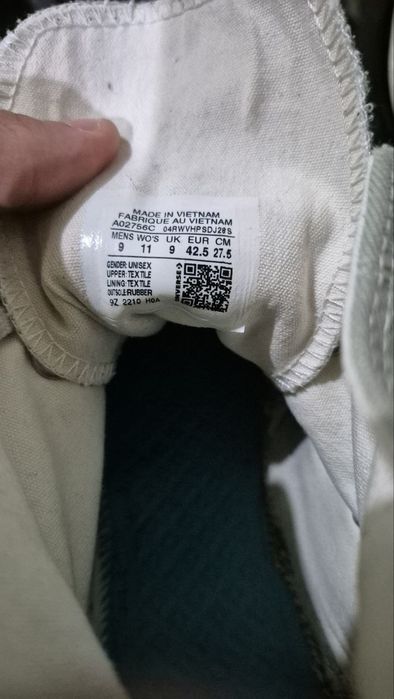 MADE IN VIETNAM
FABRIQUE AU VIETNAM
A02756C 04RWVHPSDJ28S
MENS WO'S UK EUR CM
9 11 9 42.5 27.5
GENDER: UNISEX
UPPER: TEXTILE
LINING: TEXTILE
OUTSOLE:RUBBER
9Z 2210 H0A